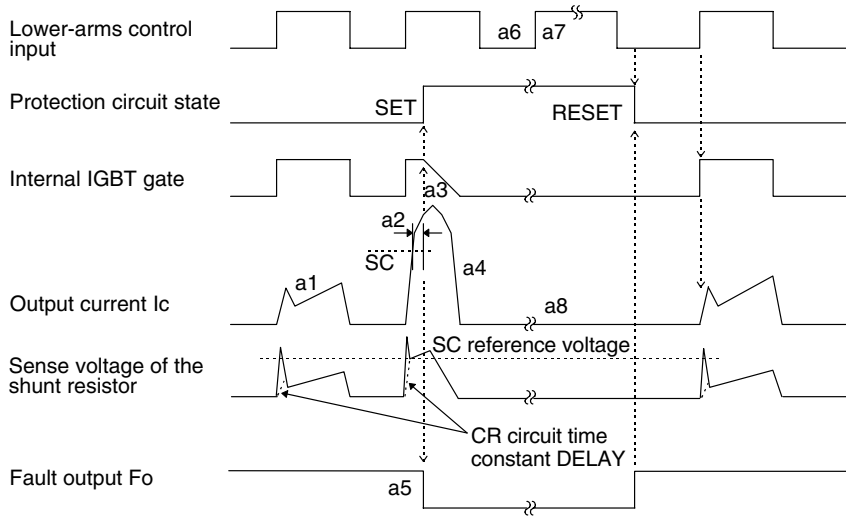 Lower-arms control
input
a6
a7
Protection circuit state
SET
RESET
Internal IGBT gate
a3
a2
SC
a4
a1
Output current Ic
a8
SC reference voltage
Sense voltage of the
shunt resistor
CR circuit time
constant DELAY
Fault output Fo
a5